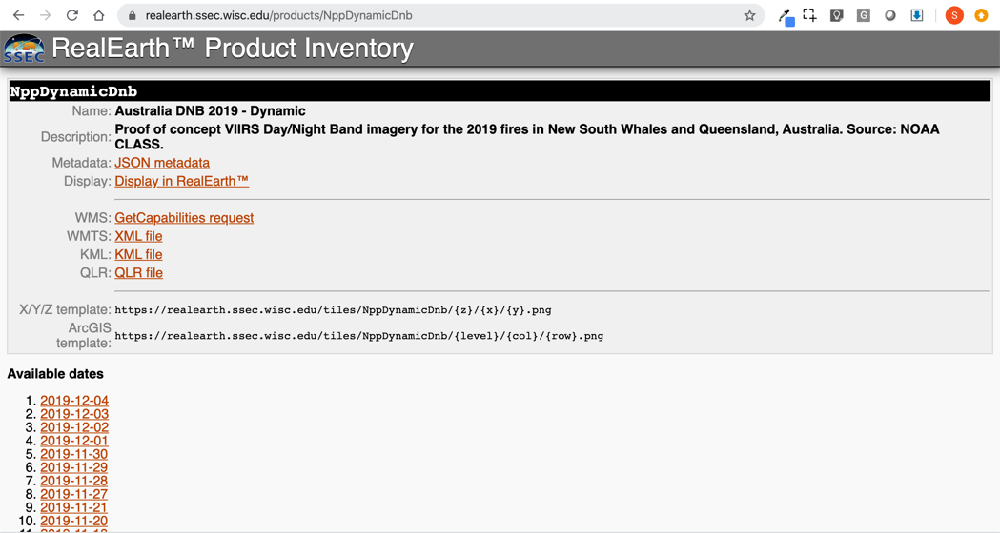 realearth.ssec.wisc.edu/products/NppDynamicDnb
S
G
SSEC
RealEarth™ Product Inventory
NppDynamicDnb
Name: Australia DNB 2019 - Dynamic
Description: Proof of concept VIIRS Day/Night Band imagery for the 2019 fires in New South Whales and Queensland, Australia. Source: NOAA
CLASS.
Metadata: JSON metadata
Display: Display in RealEarth™
WMS: GetCapabilities request
WMTS: XML file
KML: KML file
QLR: QLR file
X/Y/Z template: https://realearth.ssec.wisc.edu/tiles/NppDynamicDnb/{z}/{x}/{y}.png
ArcGIS
template: https://realearth.ssec.wisc.edu/tiles/NppDynamicDnb/{level}/{col}/{row}.png
Available dates
1. 2019-12-04
2. 2019-12-03
3. 2019-12-02
4. 2019-12-01
5. 2019-11-30
6. 2019-11-29
7. 2019-11-28
8. 2019-11-27
9. 2019-11-21
10. 2019-11-20